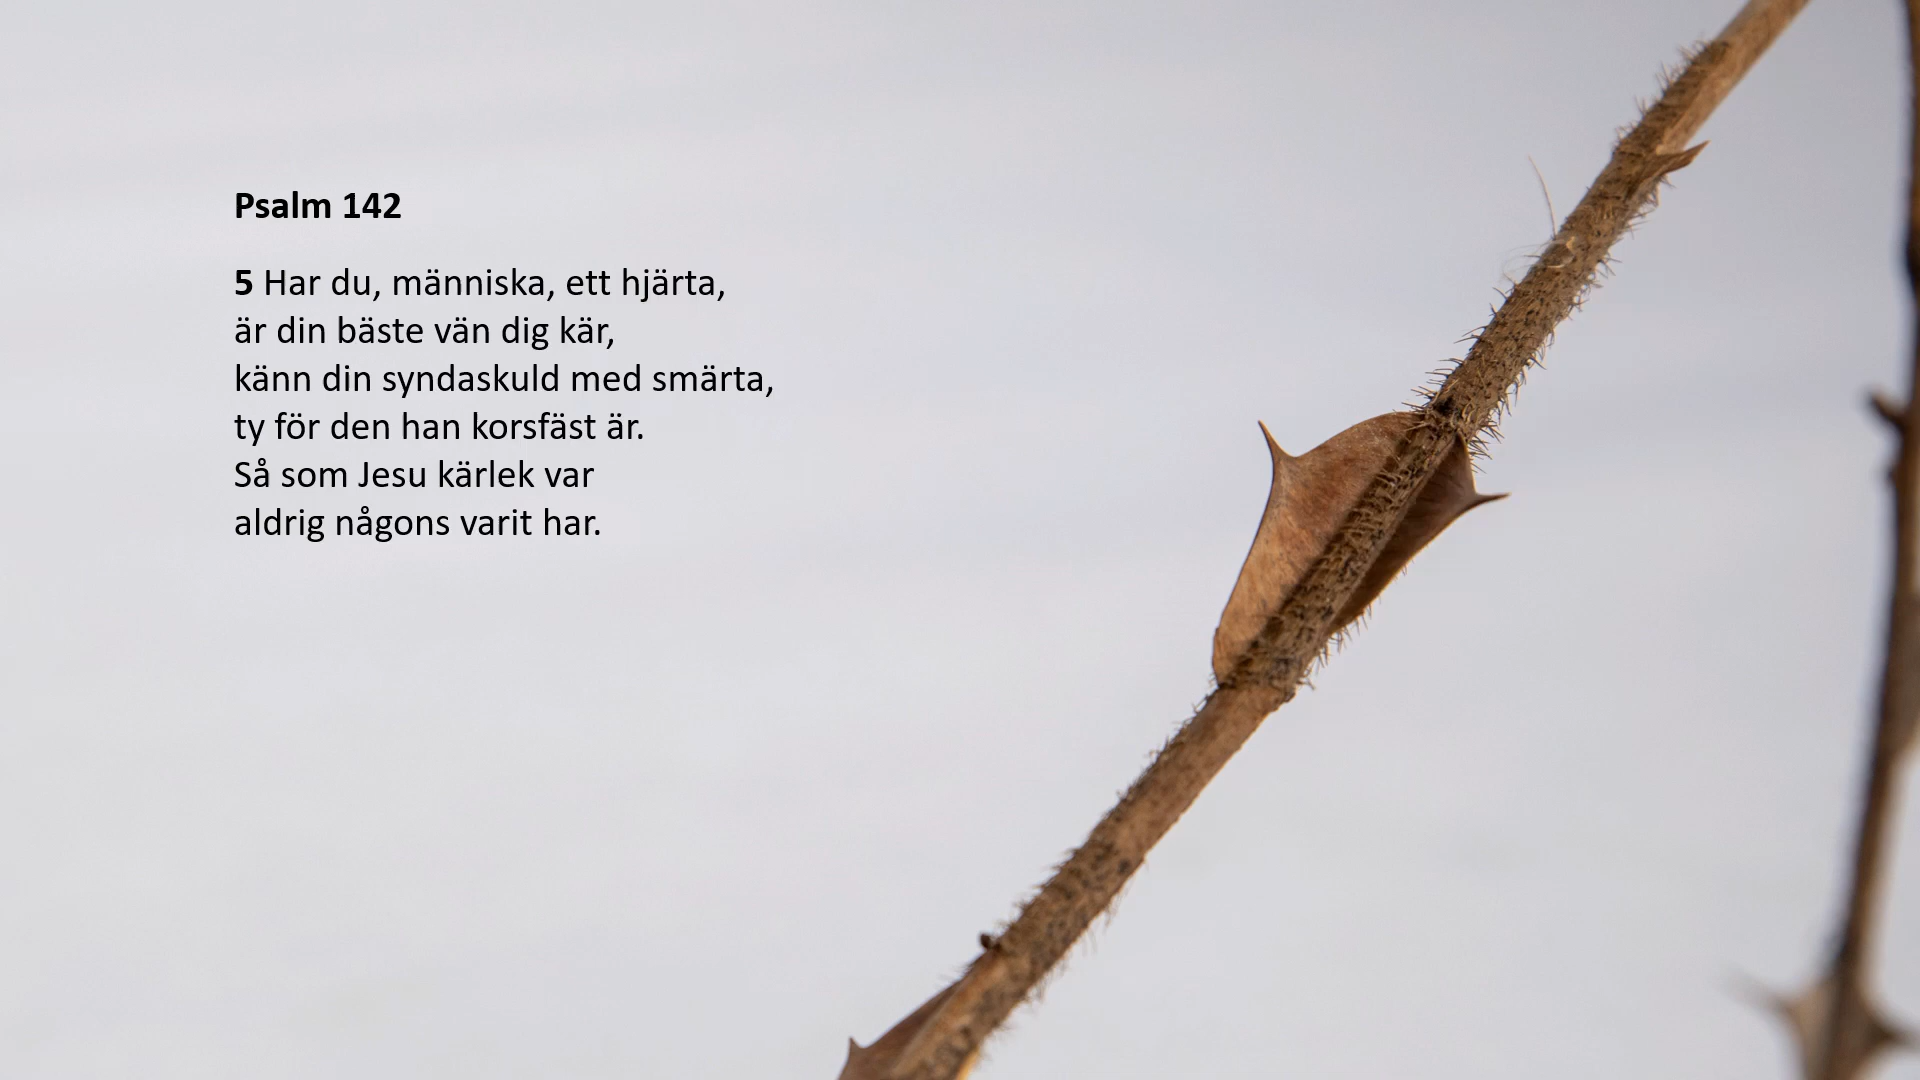 Psalm 142
5 Har du, människa, ett hjärta,
är din bäste vän dig kär,
känn din syndaskuld med smärta,
ty för den han korsfäst är.
Så som Jesu kärlek var
aldrig någons varit har.